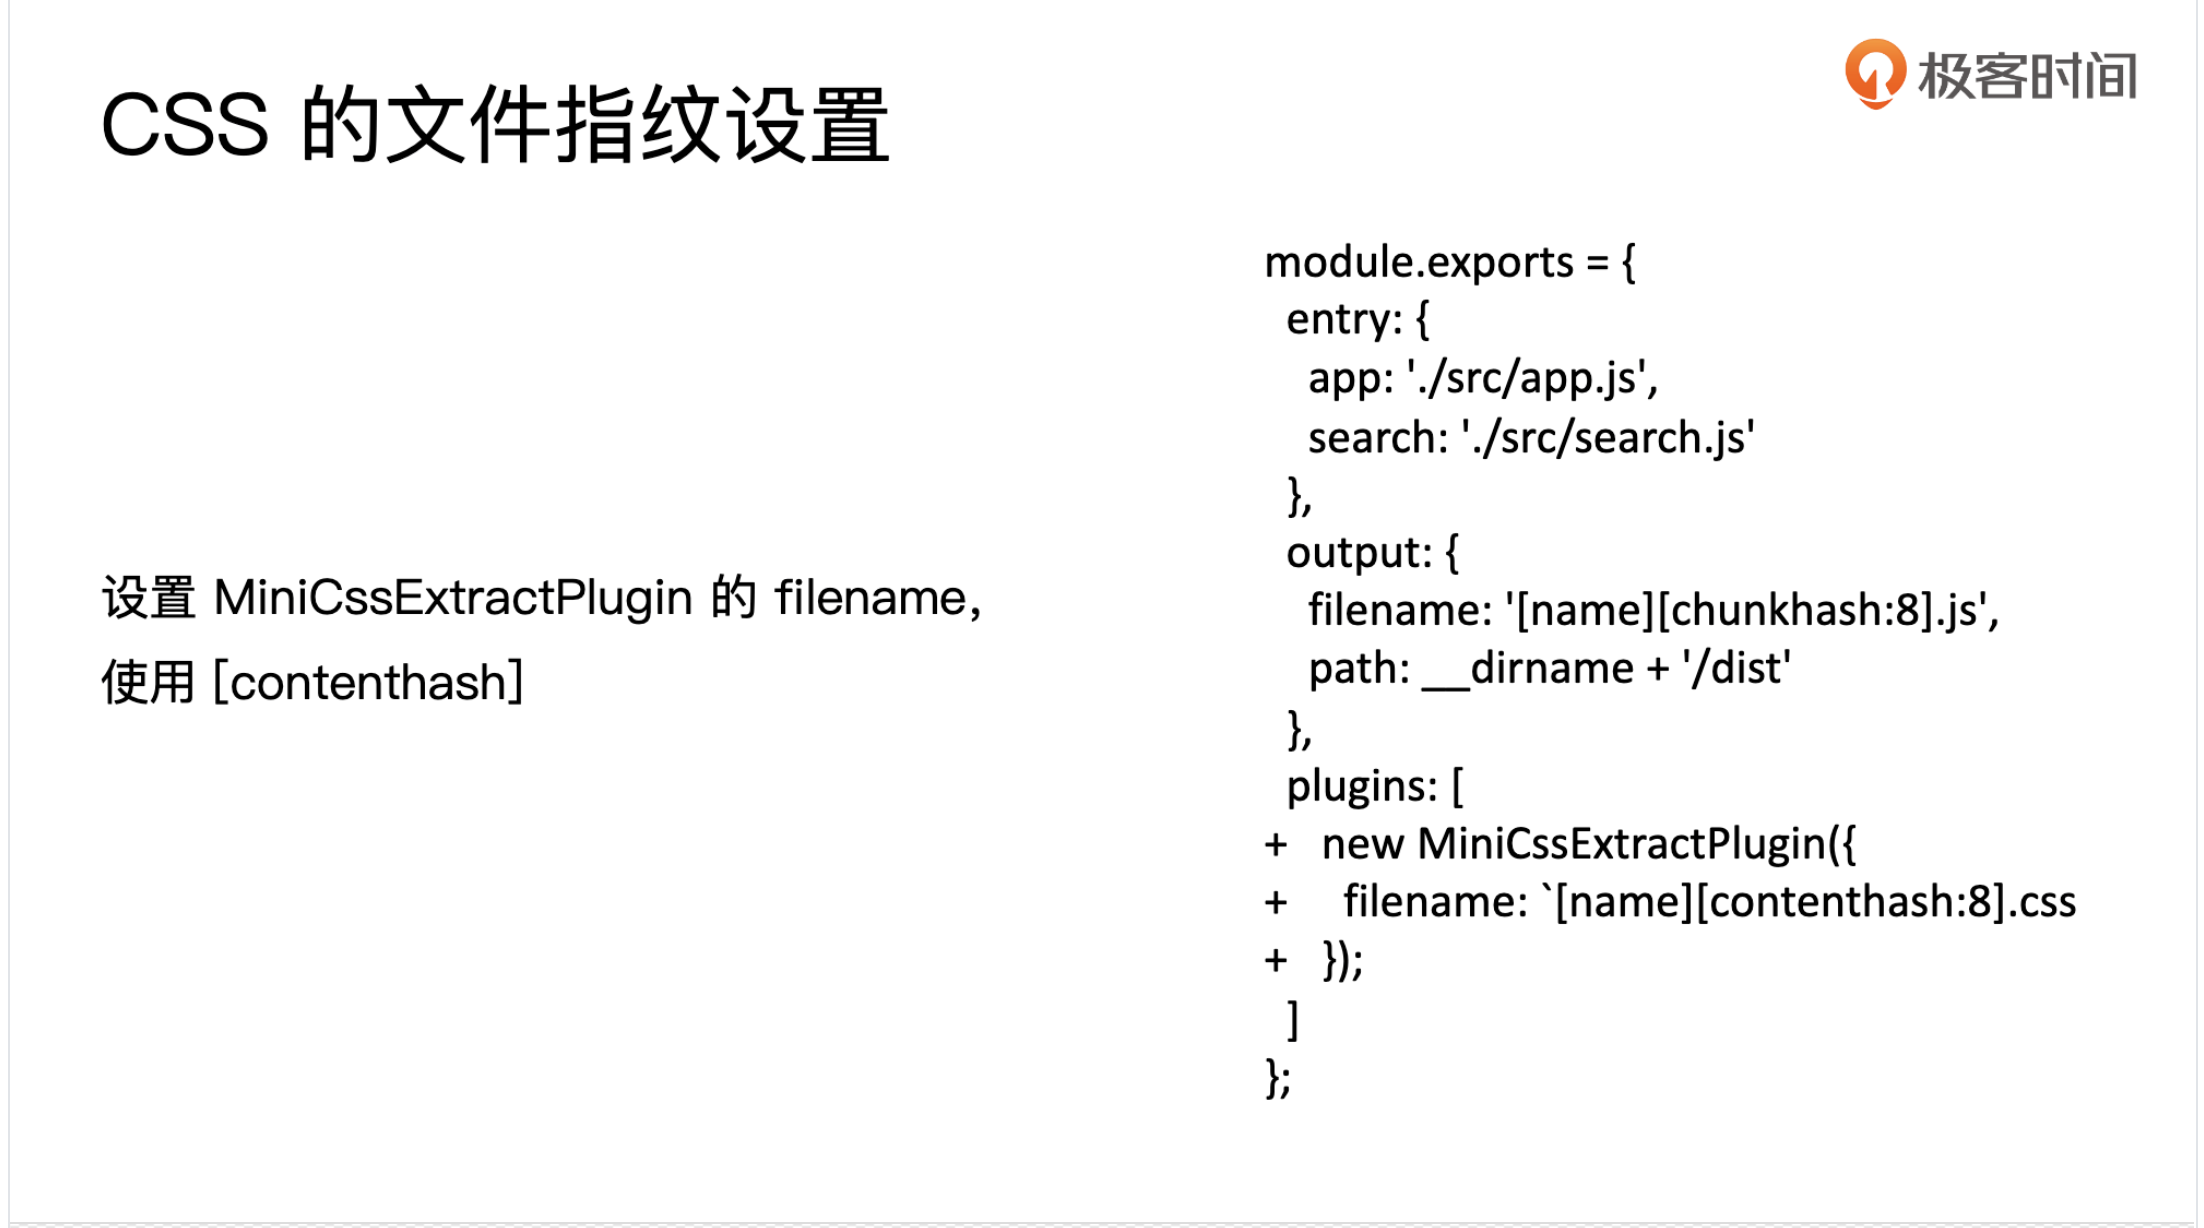 CSS 的文件指纹设置
极客时间
设置 MiniCssExtractPlugin 的 filename,
使用 [contenthash]
module.exports = {
  entry: {
    app: './src/app.js',
    search: './src/search.js'
  },
  output: {
    filename: '[name][chunkhash:8].js',
    path: __dirname + '/dist'
  },
  plugins: [
+   new MiniCssExtractPlugin({
+     filename: `[name][contenthash:8].css
+   });
  ]
};